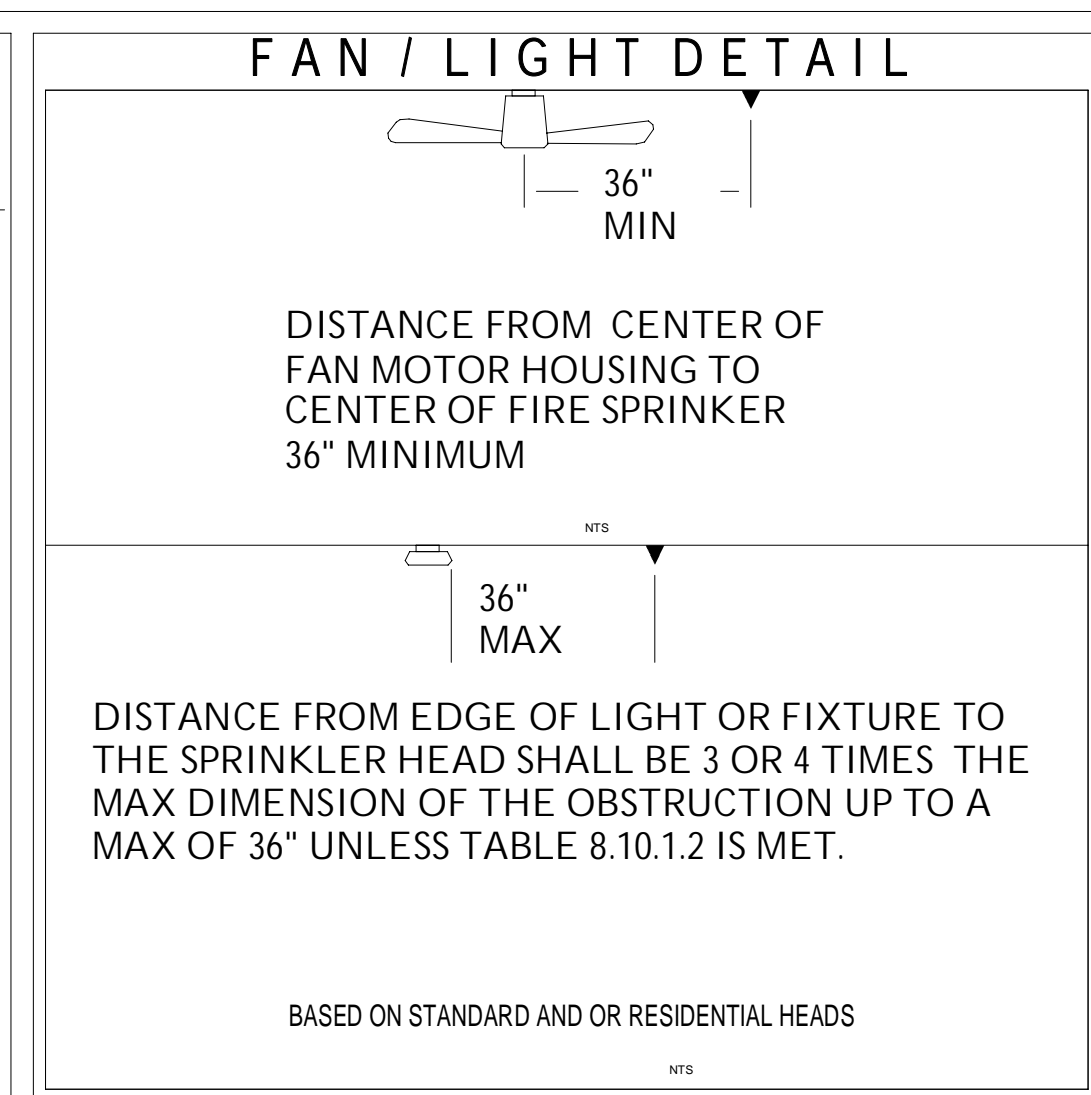 FAN / LIGHT DETAIL
36"
MIN
DISTANCE FROM CENTER OF
FAN MOTOR HOUSING TO
CENTER OF FIRE SPRINKER
36" MINIMUM
NTS
36"
MAX
DISTANCE FROM EDGE OF LIGHT OR FIXTURE TO
THE SPRINKLER HEAD SHALL BE 3 OR 4 TIMES THE
MAX DIMENSION OF THE OBSTRUCTION UP TO A
MAX OF 36" UNLESS TABLE 8.10.1.2 IS MET.
BASED ON STANDARD AND OR RESIDENTIAL HEADS
NTS